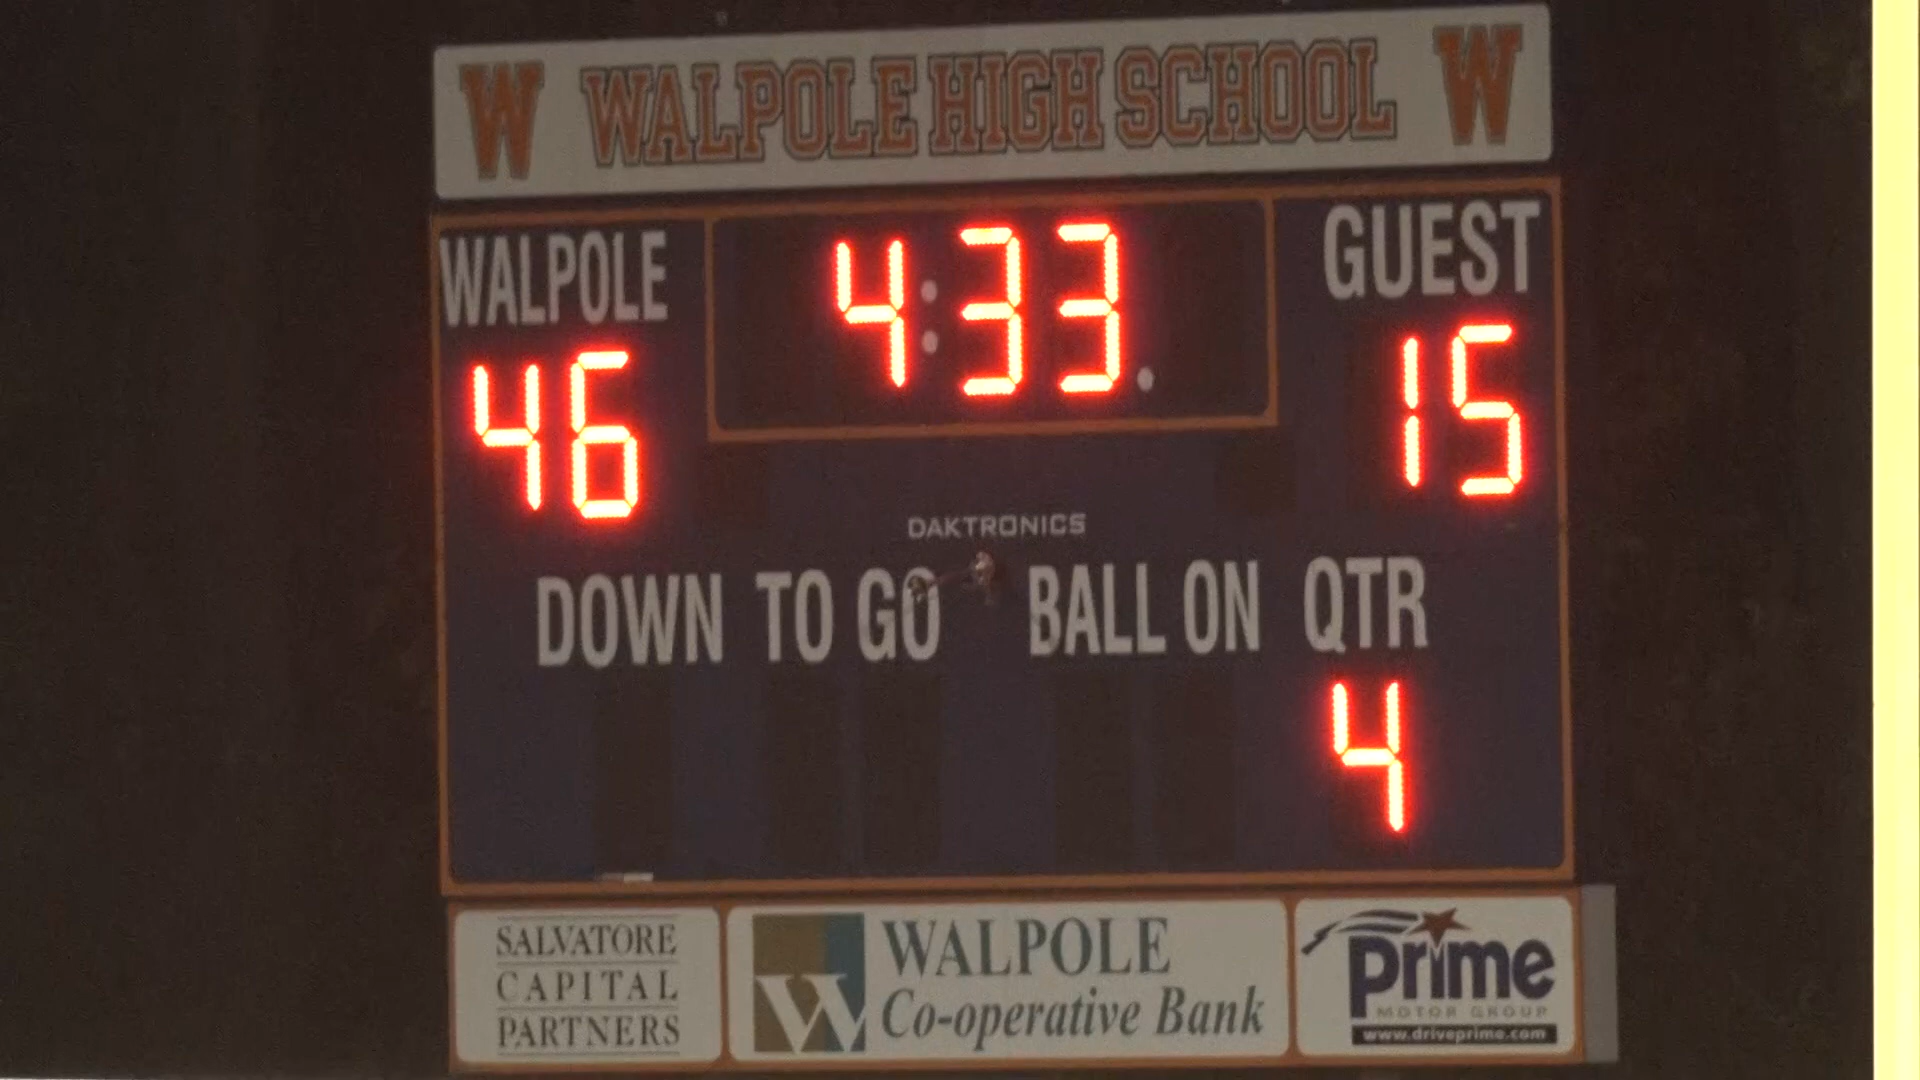 W WALPOLE HIGH SCHOOL W
WALPOLE 4:33. GUEST
46 15
DAKTRONICS
DOWN TO GO BALL ON QTR
4
SALVATORE
CAPITAL
PARTNERS
W WALPOLE
Co-operative Bank
prime
MOTOR GROUP
www.driveprime.com